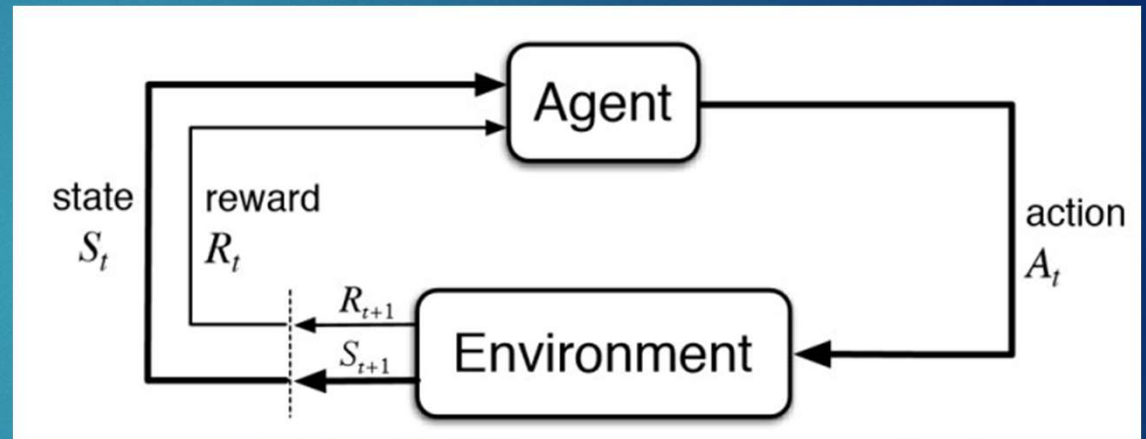 Agent
state
S_t
reward
R_t
action
A_t
R_{t+1}
S_{t+1}
Environment